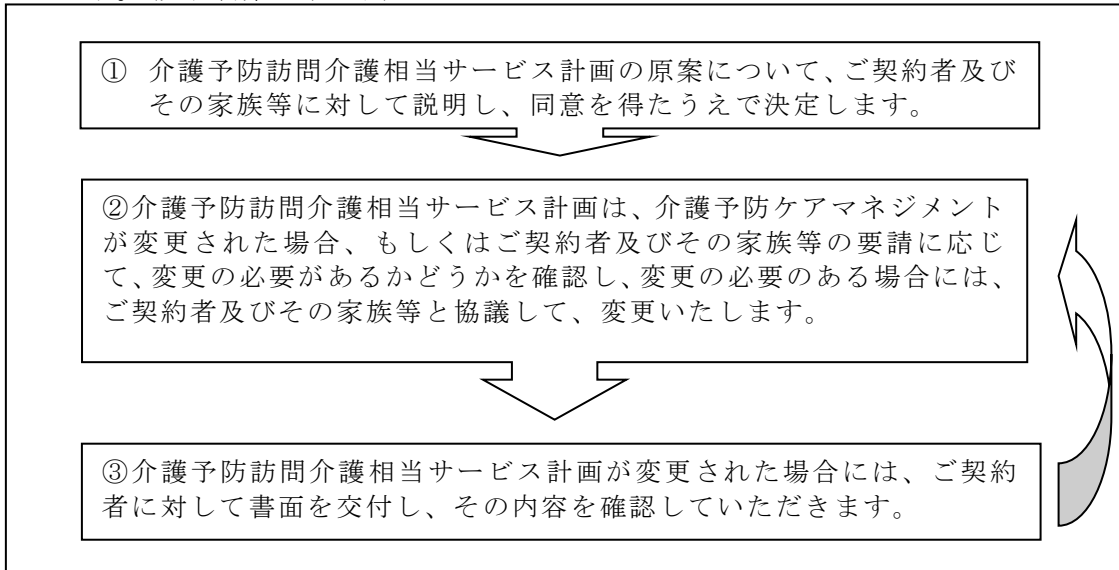 ① 介護予防訪問介護相当サービス計画の原案について、ご契約者及び
その家族等に対して説明し、同意を得たうえで決定します。
②介護予防訪問介護相当サービス計画は、介護予防ケアマネジメント
が変更された場合、もしくはご契約者及びその家族等の要請に応じ
て、変更の必要があるかどうかを確認し、変更の必要のある場合には、
ご契約者及びその家族等と協議して、変更いたします。
③介護予防訪問介護相当サービス計画が変更された場合には、ご契約
者に対して書面を交付し、その内容を確認していただきます。